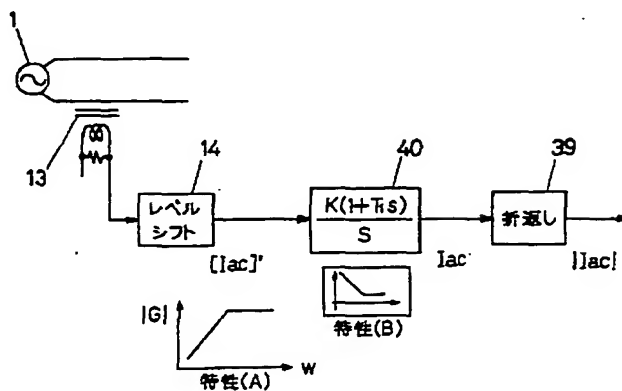 1
13
14
レベル
シフト
[Iac]'
40
K(1+T₁s)
S
Iac
39
折返し
|Iac|
特性(B)
|G|
W
特性(A)